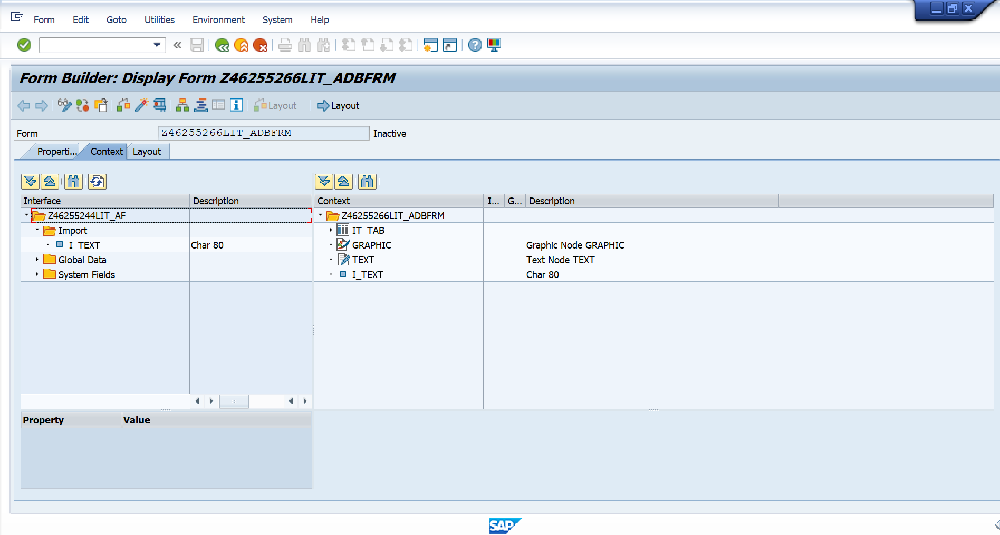 Form Edit Goto Utilities Environment System Help
Form Builder: Display Form Z46255266LIT_ADBFRM
Layout Layout
Form Z46255266LIT_ADBFRM Inactive
Properti... Context Layout
Interface Description Context I... G... Description
Z46255244LIT_AF Z46255266LIT_ADBFRM
Import IT_TAB
I_TEXT Char 80 GRAPHIC Graphic Node GRAPHIC
Global Data TEXT Text Node TEXT
System Fields I_TEXT Char 80
Property Value
SAP